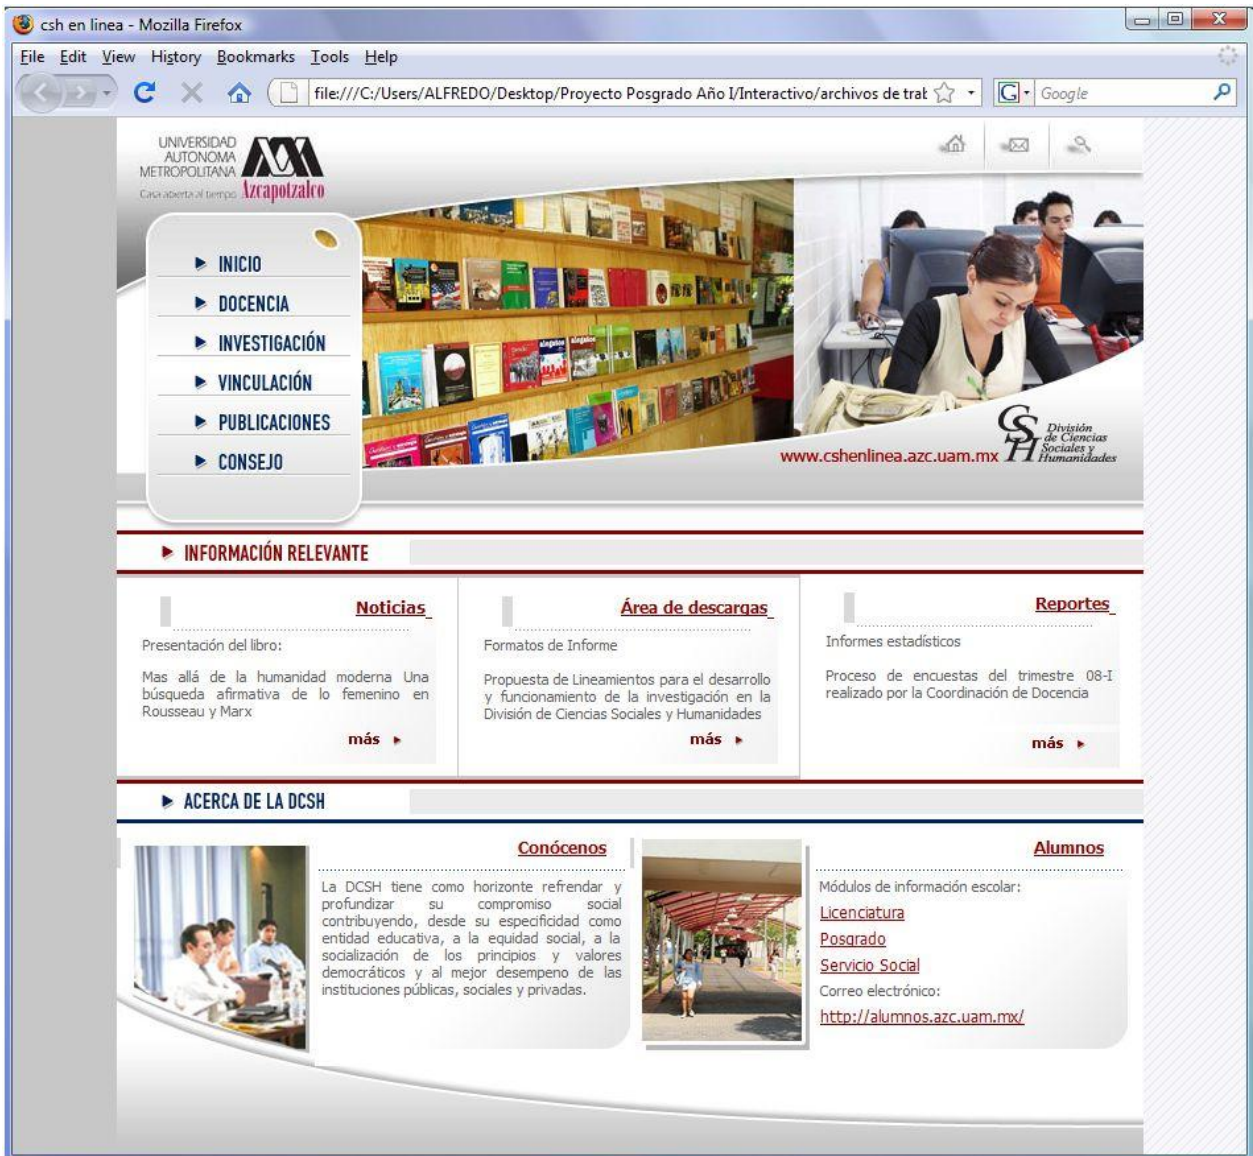 csh en linea - Mozilla Firefox
File Edit View History Bookmarks Tools Help
file:///C:/Users/ALFREDO/Desktop/Proyecto Posgrado Año I/Interactivo/archivos de trat
Google
UNIVERSIDAD
AUTONOMA
METROPOLITANA
Casa abierta al tiempo Azcapotzalco
INICIO
DOCENCIA
INVESTIGACIÓN
VINCULACIÓN
PUBLICACIONES
CONSEJO
www.cshenlinea.azc.uam.mx
CSH
División
de Ciencias
Sociales y
Humanidades
INFORMACIÓN RELEVANTE
Noticias
Presentación del libro:
Mas allá de la humanidad moderna Una
búsqueda afirmativa de lo femenino en
Rousseau y Marx
más
Área de descargas
Formatos de Informe
Propuesta de Lineamientos para el desarrollo
y funcionamiento de la investigación en la
División de Ciencias Sociales y Humanidades
más
Reportes
Informes estadísticos
Proceso de encuestas del trimestre 08-I
realizado por la Coordinación de Docencia
más
ACERCA DE LA DCSH
Conócenos
La DCSH tiene como horizonte refrendar y
profundizar su compromiso social
contribuyendo, desde su especificidad como
entidad educativa, a la equidad social, a la
socialización de los principios y valores
democráticos y al mejor desempeno de las
instituciones públicas, sociales y privadas.
Alumnos
Módulos de información escolar:
Licenciatura
Posgrado
Servicio Social
Correo electrónico:
http://alumnos.azc.uam.mx/